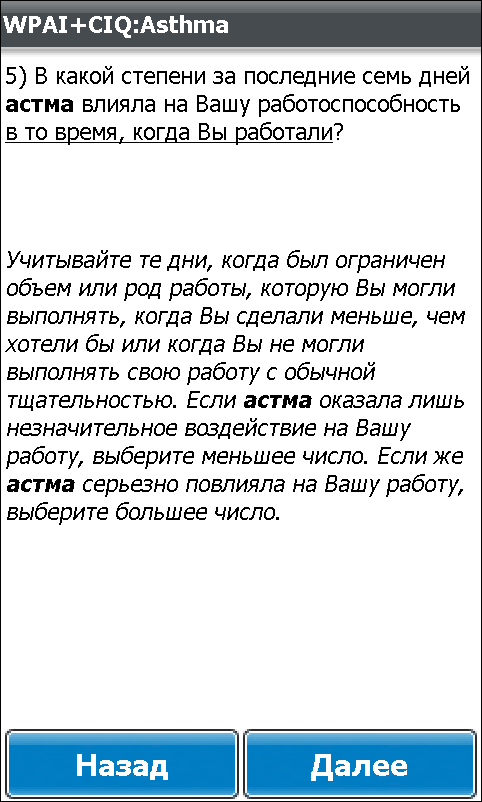 WPAI+CIQ:Asthma
5) В какой степени за последние семь дней
астма влияла на Вашу работоспособность
в то время, когда Вы работали?
Учитывайте те дни, когда был ограничен
объем или род работы, которую Вы могли
выполнять, когда Вы сделали меньше, чем
хотели бы или когда Вы не могли
выполнять свою работу с обычной
тщательностью. Если астма оказала лишь
незначительное воздействие на Вашу
работу, выберите меньшее число. Если же
астма серьезно повлияла на Вашу работу,
выберите большее число.
Назад
Далее